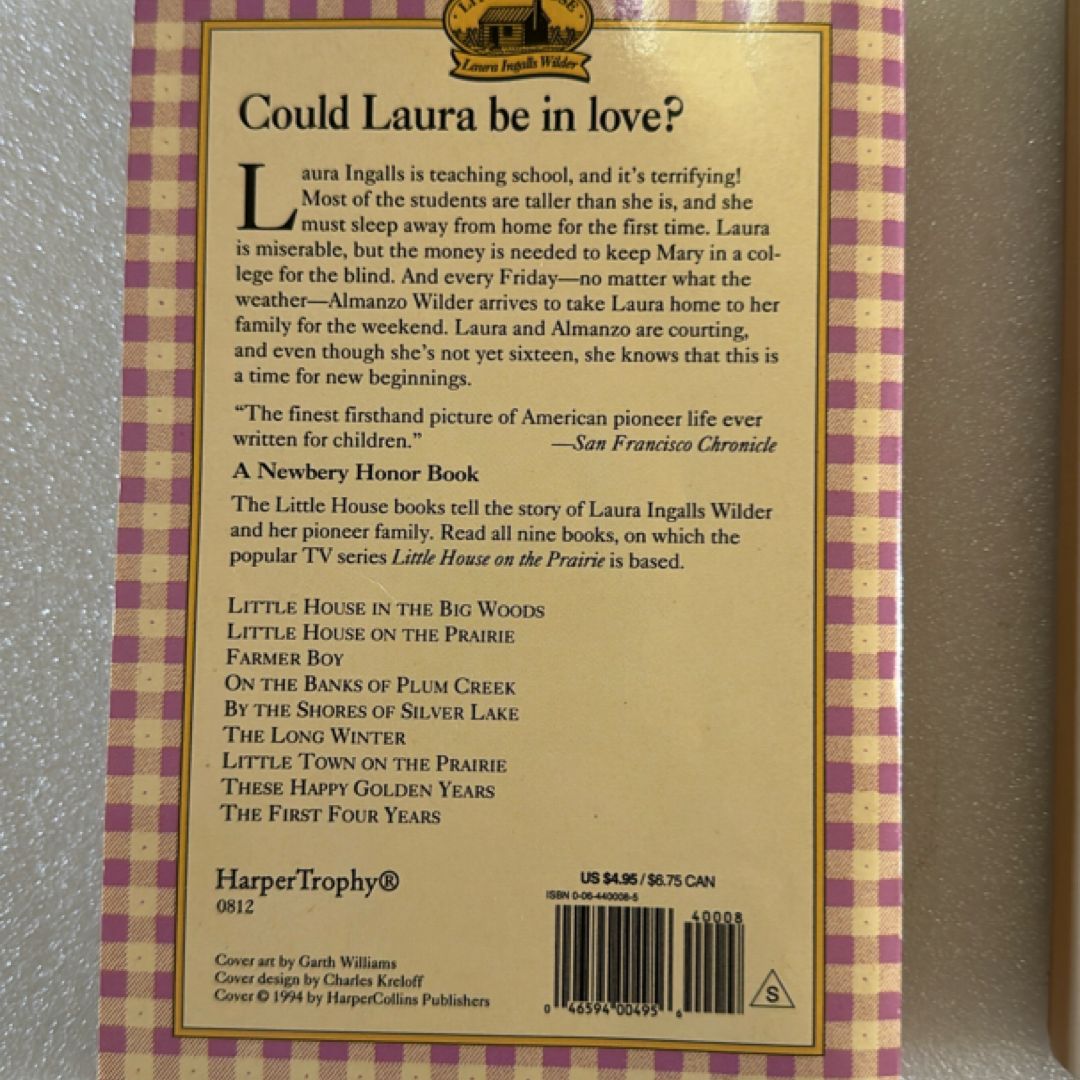 Laura Ingalls Wilder
Could Laura be in love?
Laura Ingalls is teaching school, and it's terrifying!
Most of the students are taller than she is, and she
must sleep away from home for the first time. Laura
is miserable, but the money is needed to keep Mary in a col-
lege for the blind. And every Friday—no matter what the
weather—Almanzo Wilder arrives to take Laura home to her
family for the weekend. Laura and Almanzo are courting,
and even though she's not yet sixteen, she knows that this is
a time for new beginnings.
"The finest firsthand picture of American pioneer life ever
written for children." —San Francisco Chronicle
A Newbery Honor Book
The Little House books tell the story of Laura Ingalls Wilder
and her pioneer family. Read all nine books, on which the
popular TV series Little House on the Prairie is based.
LITTLE HOUSE IN THE BIG WOODS
LITTLE HOUSE ON THE PRAIRIE
FARMER BOY
ON THE BANKS OF PLUM CREEK
BY THE SHORES OF SILVER LAKE
THE LONG WINTER
LITTLE TOWN ON THE PRAIRIE
THESE HAPPY GOLDEN YEARS
THE FIRST FOUR YEARS
HarperTrophy®
0812
US $4.95 / $6.75 CAN
ISBN 0-06-440008-5
40008
Cover art by Garth Williams
Cover design by Charles Kreloff
Cover © 1994 by HarperCollins Publishers
0 46594 00495 6
S